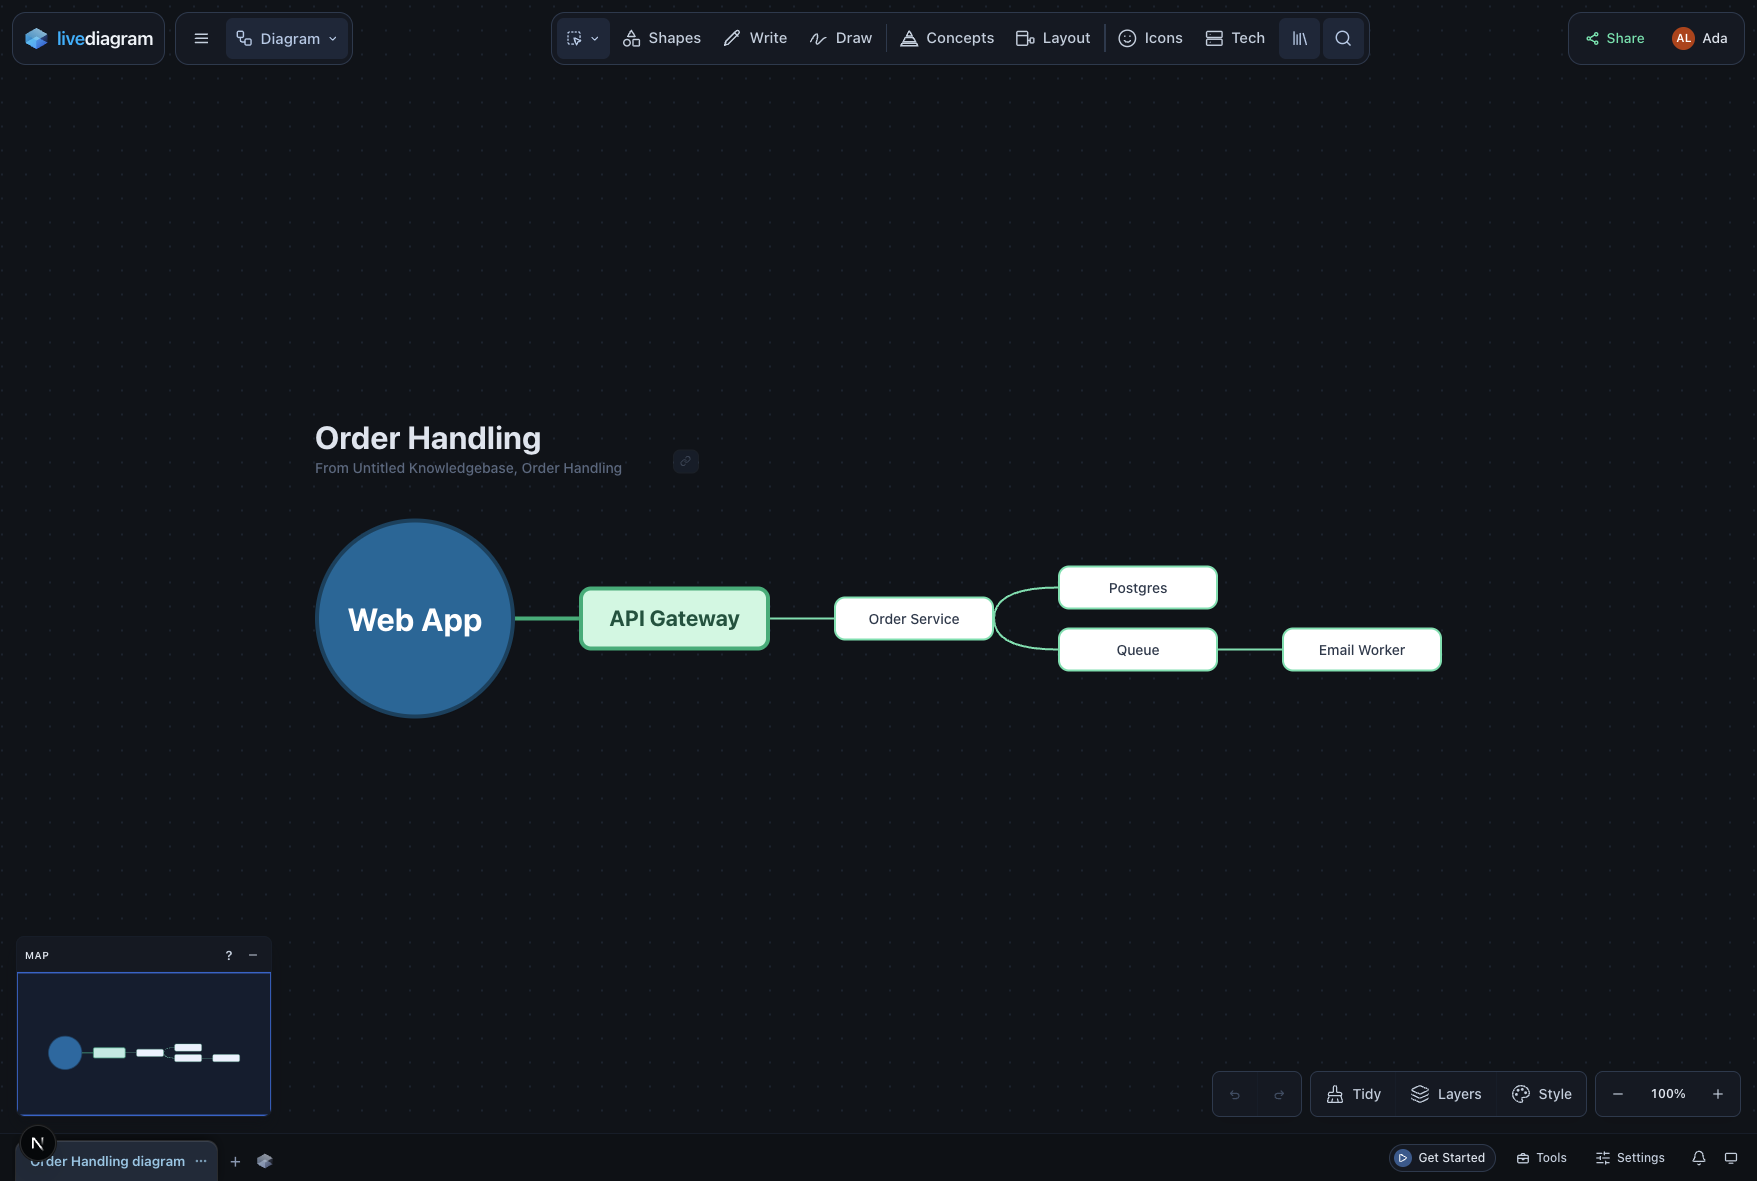 livediagram
Diagram
Shapes
Write
Draw
Concepts
Layout
Icons
Tech
Share
AL
Ada
Order Handling
From Untitled Knowledgebase, Order Handling
Web App
API Gateway
Order Service
Postgres
Queue
Email Worker
MAP
?
Tidy
Layers
Style
100%
N
Order Handling diagram
Get Started
Tools
Settings